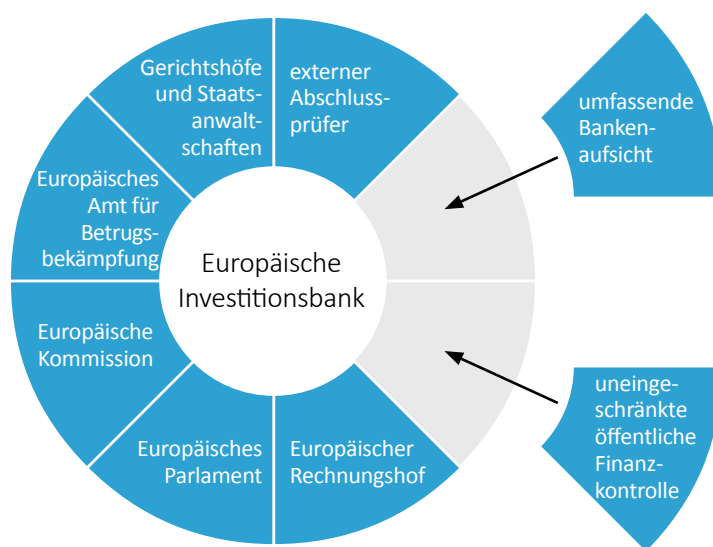 Gerichtshöfe
und Staats-
anwalt-
schaften
externer
Abschluss-
prüfer
umfassende
Banken-
aufsicht
Europäisches
Amt für
Betrugs-
bekämpfung
Europäische
Investitionsbank
Europäische
Kommission
Europäisches
Parlament
Europäischer
Rechnungshof
uneinge-
schränkte
öffentliche
Finanz-
kontrolle